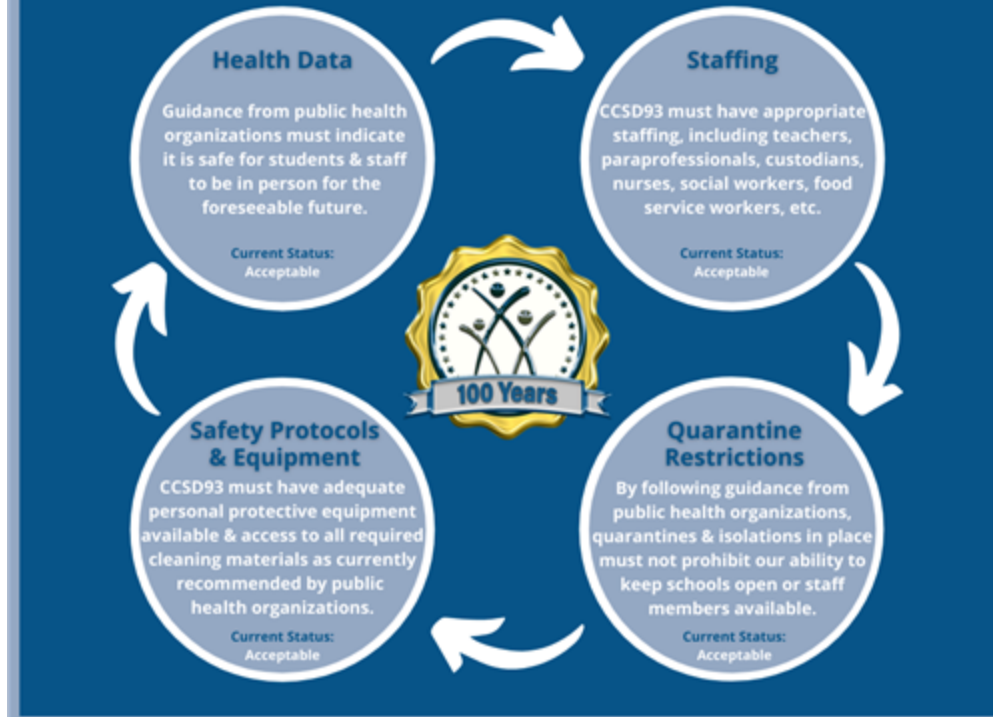 Health Data
Guidance from public health
organizations must indicate
it is safe for students & staff
to be in person for the
foreseeable future.
Current Status:
Acceptable
Staffing
CCSD93 must have appropriate
staffing, including teachers,
paraprofessionals, custodians,
nurses, social workers, food
service workers, etc.
Current Status:
Acceptable
100 Years
Safety Protocols
& Equipment
CCSD93 must have adequate
personal protective equipment
available & access to all required
cleaning materials as currently
recommended by public
health organizations.
Current Status:
Acceptable
Quarantine
Restrictions
By following guidance from
public health organizations,
quarantines & isolations in place
must not prohibit our ability to
keep schools open or staff
members available.
Current Status:
Acceptable